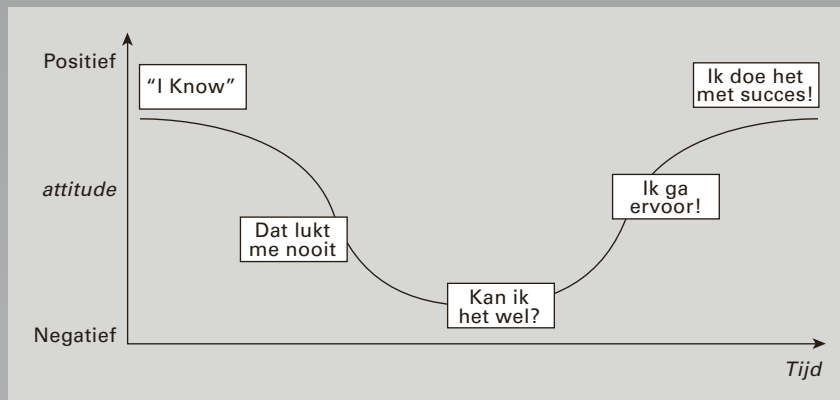 Positief
“I Know”
Ik doe het
met succes!
attitude
Ik ga
ervoor!
Dat lukt
me nooit
Kan ik
het wel?
Negatief
Tijd